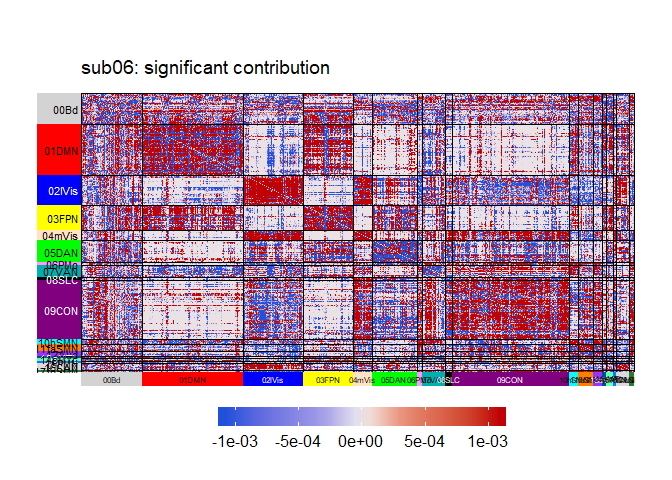 sub06: significant contribution
00Bd
01DMN
02lVis
03FPN
04mVis
05DAN
07VAN
08SLC
09CON
00Bd
01DMN
02lVis
03FPN
04mVis
05DAN
08SLC
09CON
-1e-03
-5e-04
0e+00
5e-04
1e-03